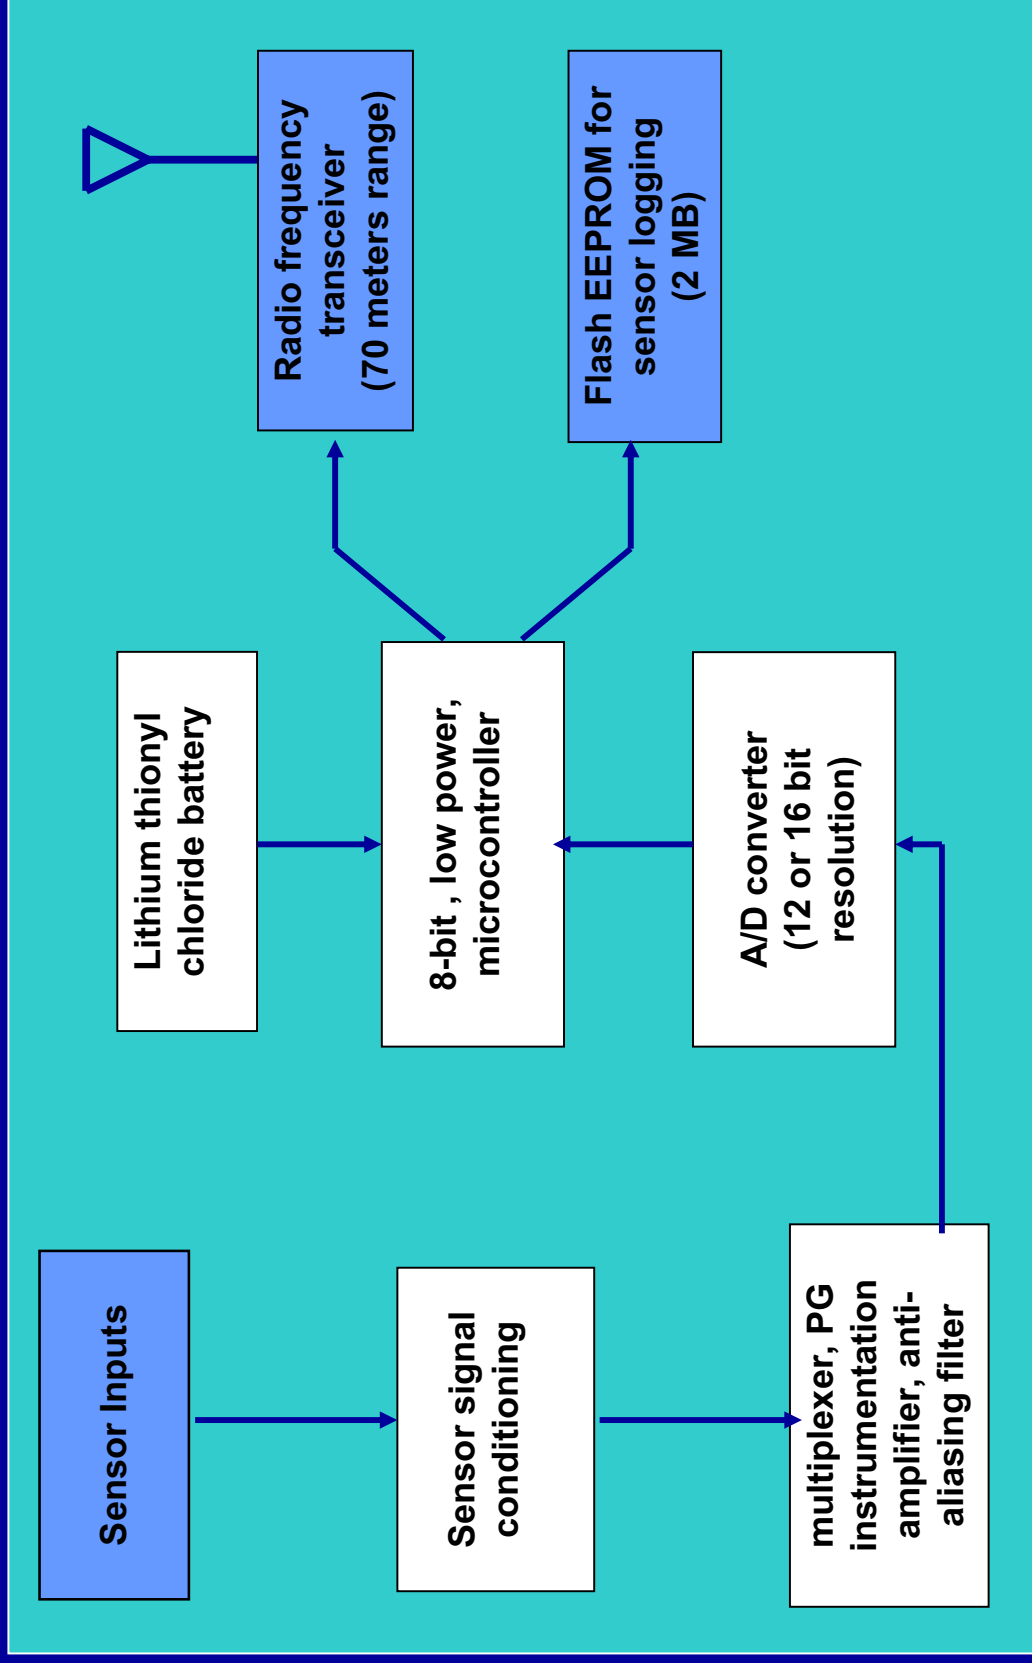 Sensor Inputs
Sensor signal
conditioning
multiplexer, PG
instrumentation
amplifier, anti-
aliasing filter
Lithium thionyl
chloride battery
8-bit , low power,
microcontroller
A/D converter
(12 or 16 bit
resolution)
Radio frequency
transceiver
(70 meters range)
Flash EEPROM for
sensor logging
(2 MB)